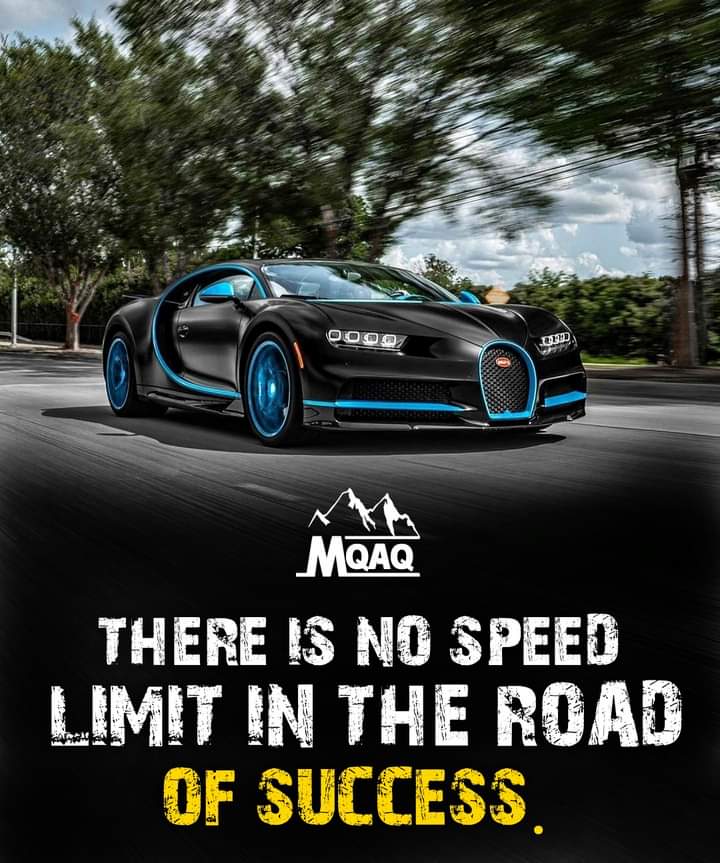 MQAQ
THERE IS NO SPEED
LIMIT IN THE ROAD
OF SUCCESS.